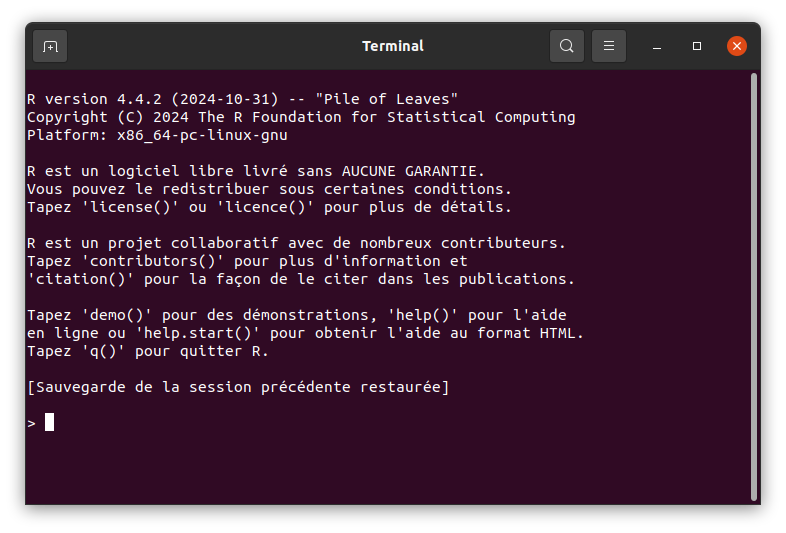 Terminal
R version 4.4.2 (2024-10-31) -- "Pile of Leaves"
Copyright (C) 2024 The R Foundation for Statistical Computing
Platform: x86_64-pc-linux-gnu
R est un logiciel libre livré sans AUCUNE GARANTIE.
Vous pouvez le redistribuer sous certaines conditions.
Tapez 'license()' ou 'licence()' pour plus de détails.
R est un projet collaboratif avec de nombreux contributeurs.
Tapez 'contributors()' pour plus d'information et
'citation()' pour la façon de le citer dans les publications.
Tapez 'demo()' pour des démonstrations, 'help()' pour l'aide
en ligne ou 'help.start()' pour obtenir l'aide au format HTML.
Tapez 'q()' pour quitter R.
[Sauvegarde de la session précédente restaurée]
>